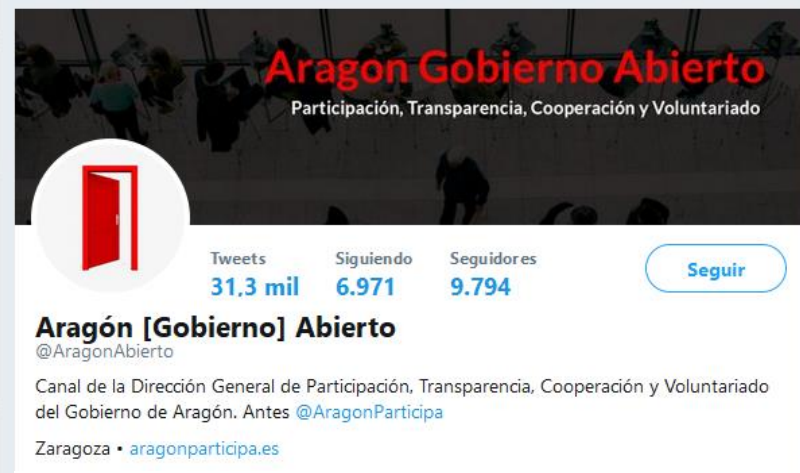 Aragon Gobierno Abierto
Participación, Transparencia, Cooperación y Voluntariado
Tweets Siguiendo Seguidores
31,3 mil 6.971 9.794
Seguir
Aragón [Gobierno] Abierto
@AragonAbierto
Canal de la Dirección General de Participación, Transparencia, Cooperación y Voluntariado
del Gobierno de Aragón. Antes @AragonParticipa
Zaragoza • aragonparticipa.es